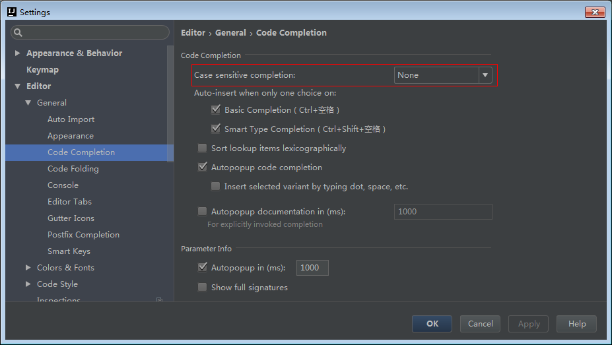 Settings
Editor › General › Code Completion
Appearance & Behavior
Keymap
Editor
General
Auto Import
Appearance
Code Completion
Code Folding
Console
Editor Tabs
Gutter Icons
Postfix Completion
Smart Keys
Colors & Fonts
Code Style
Inspections
Code Completion
Case sensitive completion: None
Auto-insert when only one choice on:
Basic Completion ( Ctrl+空格 )
Smart Type Completion ( Ctrl+Shift+空格 )
Sort lookup items lexicographically
Autopopup code completion
Insert selected variant by typing dot, space, etc.
Autopopup documentation in (ms): 1000
For explicitly invoked completion
Parameter Info
Autopopup in (ms): 1000
Show full signatures
OK Cancel Apply Help